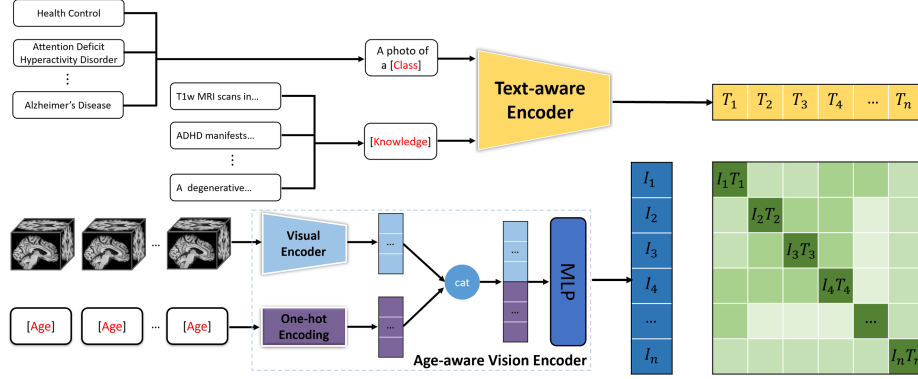 Health Control
Attention Deficit
Hyperactivity Disorder
⋮
Alzheimer's Disease
T1w MRI scans in...
ADHD manifests...
⋮
A degenerative...
A photo of
a [Class]
[Knowledge]
Text-aware
Encoder
T1 T2 T3 T4 ... Tn
...
[Age] [Age] ... [Age]
Visual
Encoder
One-hot
Encoding
...
...
cat
...
...
MLP
Age-aware Vision Encoder
I1
I2
I3
I4
...
In
I1T1
I2T2
I3T3
I4T4
...
InTn